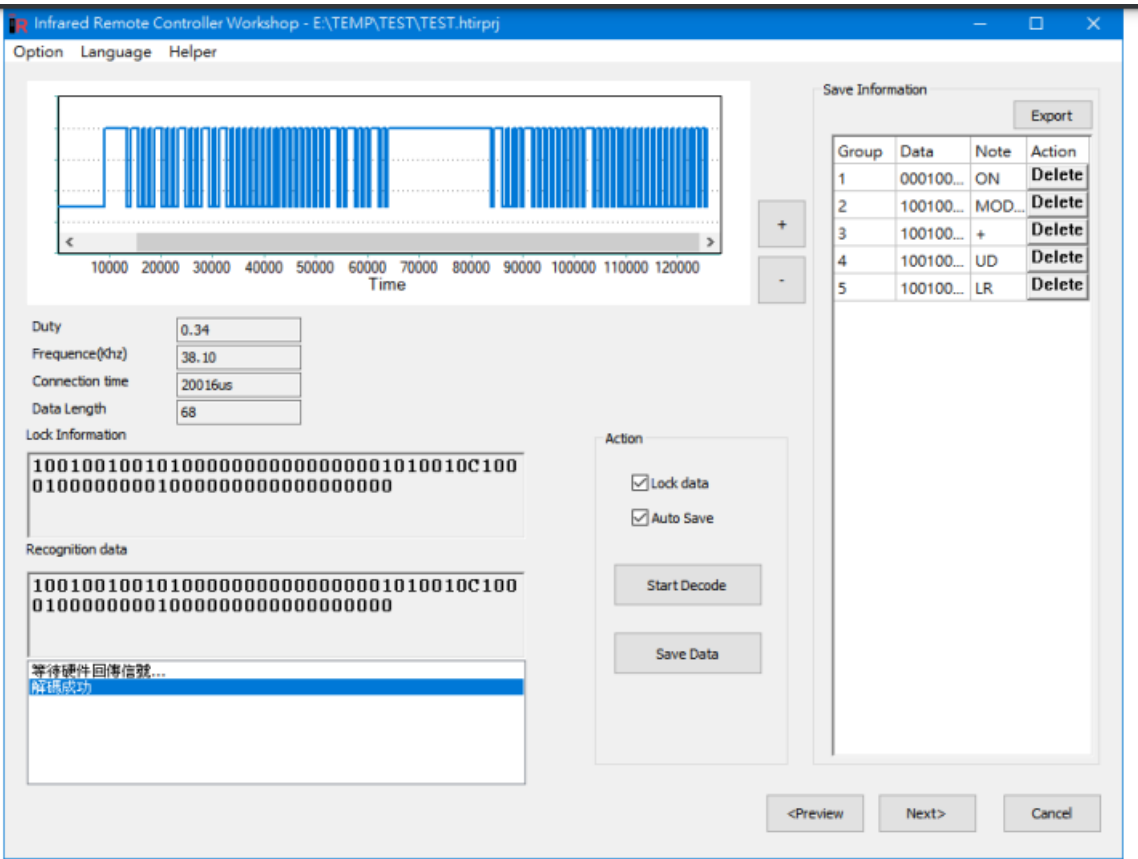 Infrared Remote Controller Workshop - E:\TEMP\TEST\TEST.htirprj
Option Language Helper
10000 20000 30000 40000 50000 60000 70000 80000 90000 100000 110000 120000
Time
+
-
Duty 0.34
Frequence(Khz) 38.10
Connection time 20016us
Data Length 68
Lock Information
1001001001010000000000000001010010C100
0100000000100000000000000000
Recognition data
1001001001010000000000000001010010C100
0100000000100000000000000000
等待硬件回傳信號...
解碼成功
Action
Lock data
Auto Save
Start Decode
Save Data
Save Information
Export
Group Data Note Action
1 000100... ON Delete
2 100100... MOD... Delete
3 100100... + Delete
4 100100... UD Delete
5 100100... LR Delete
<Preview Next> Cancel